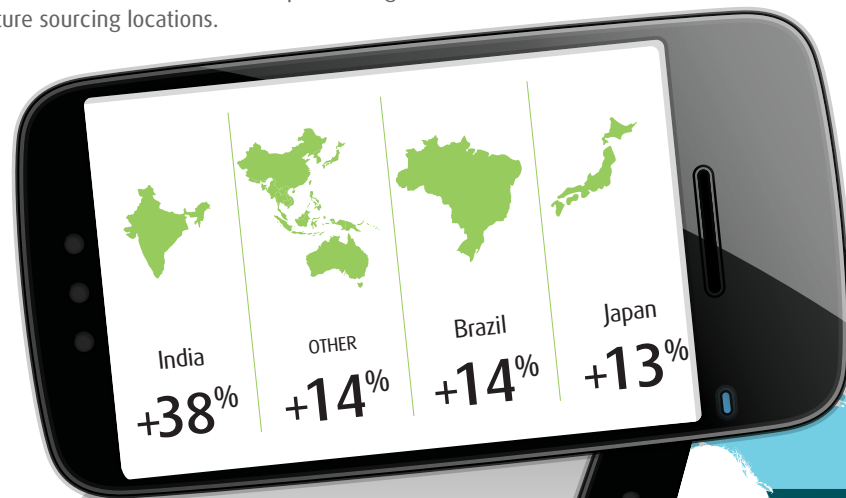 ture sourcing locations.
India
+38%
OTHER
+14%
Brazil
+14%
Japan
+13%